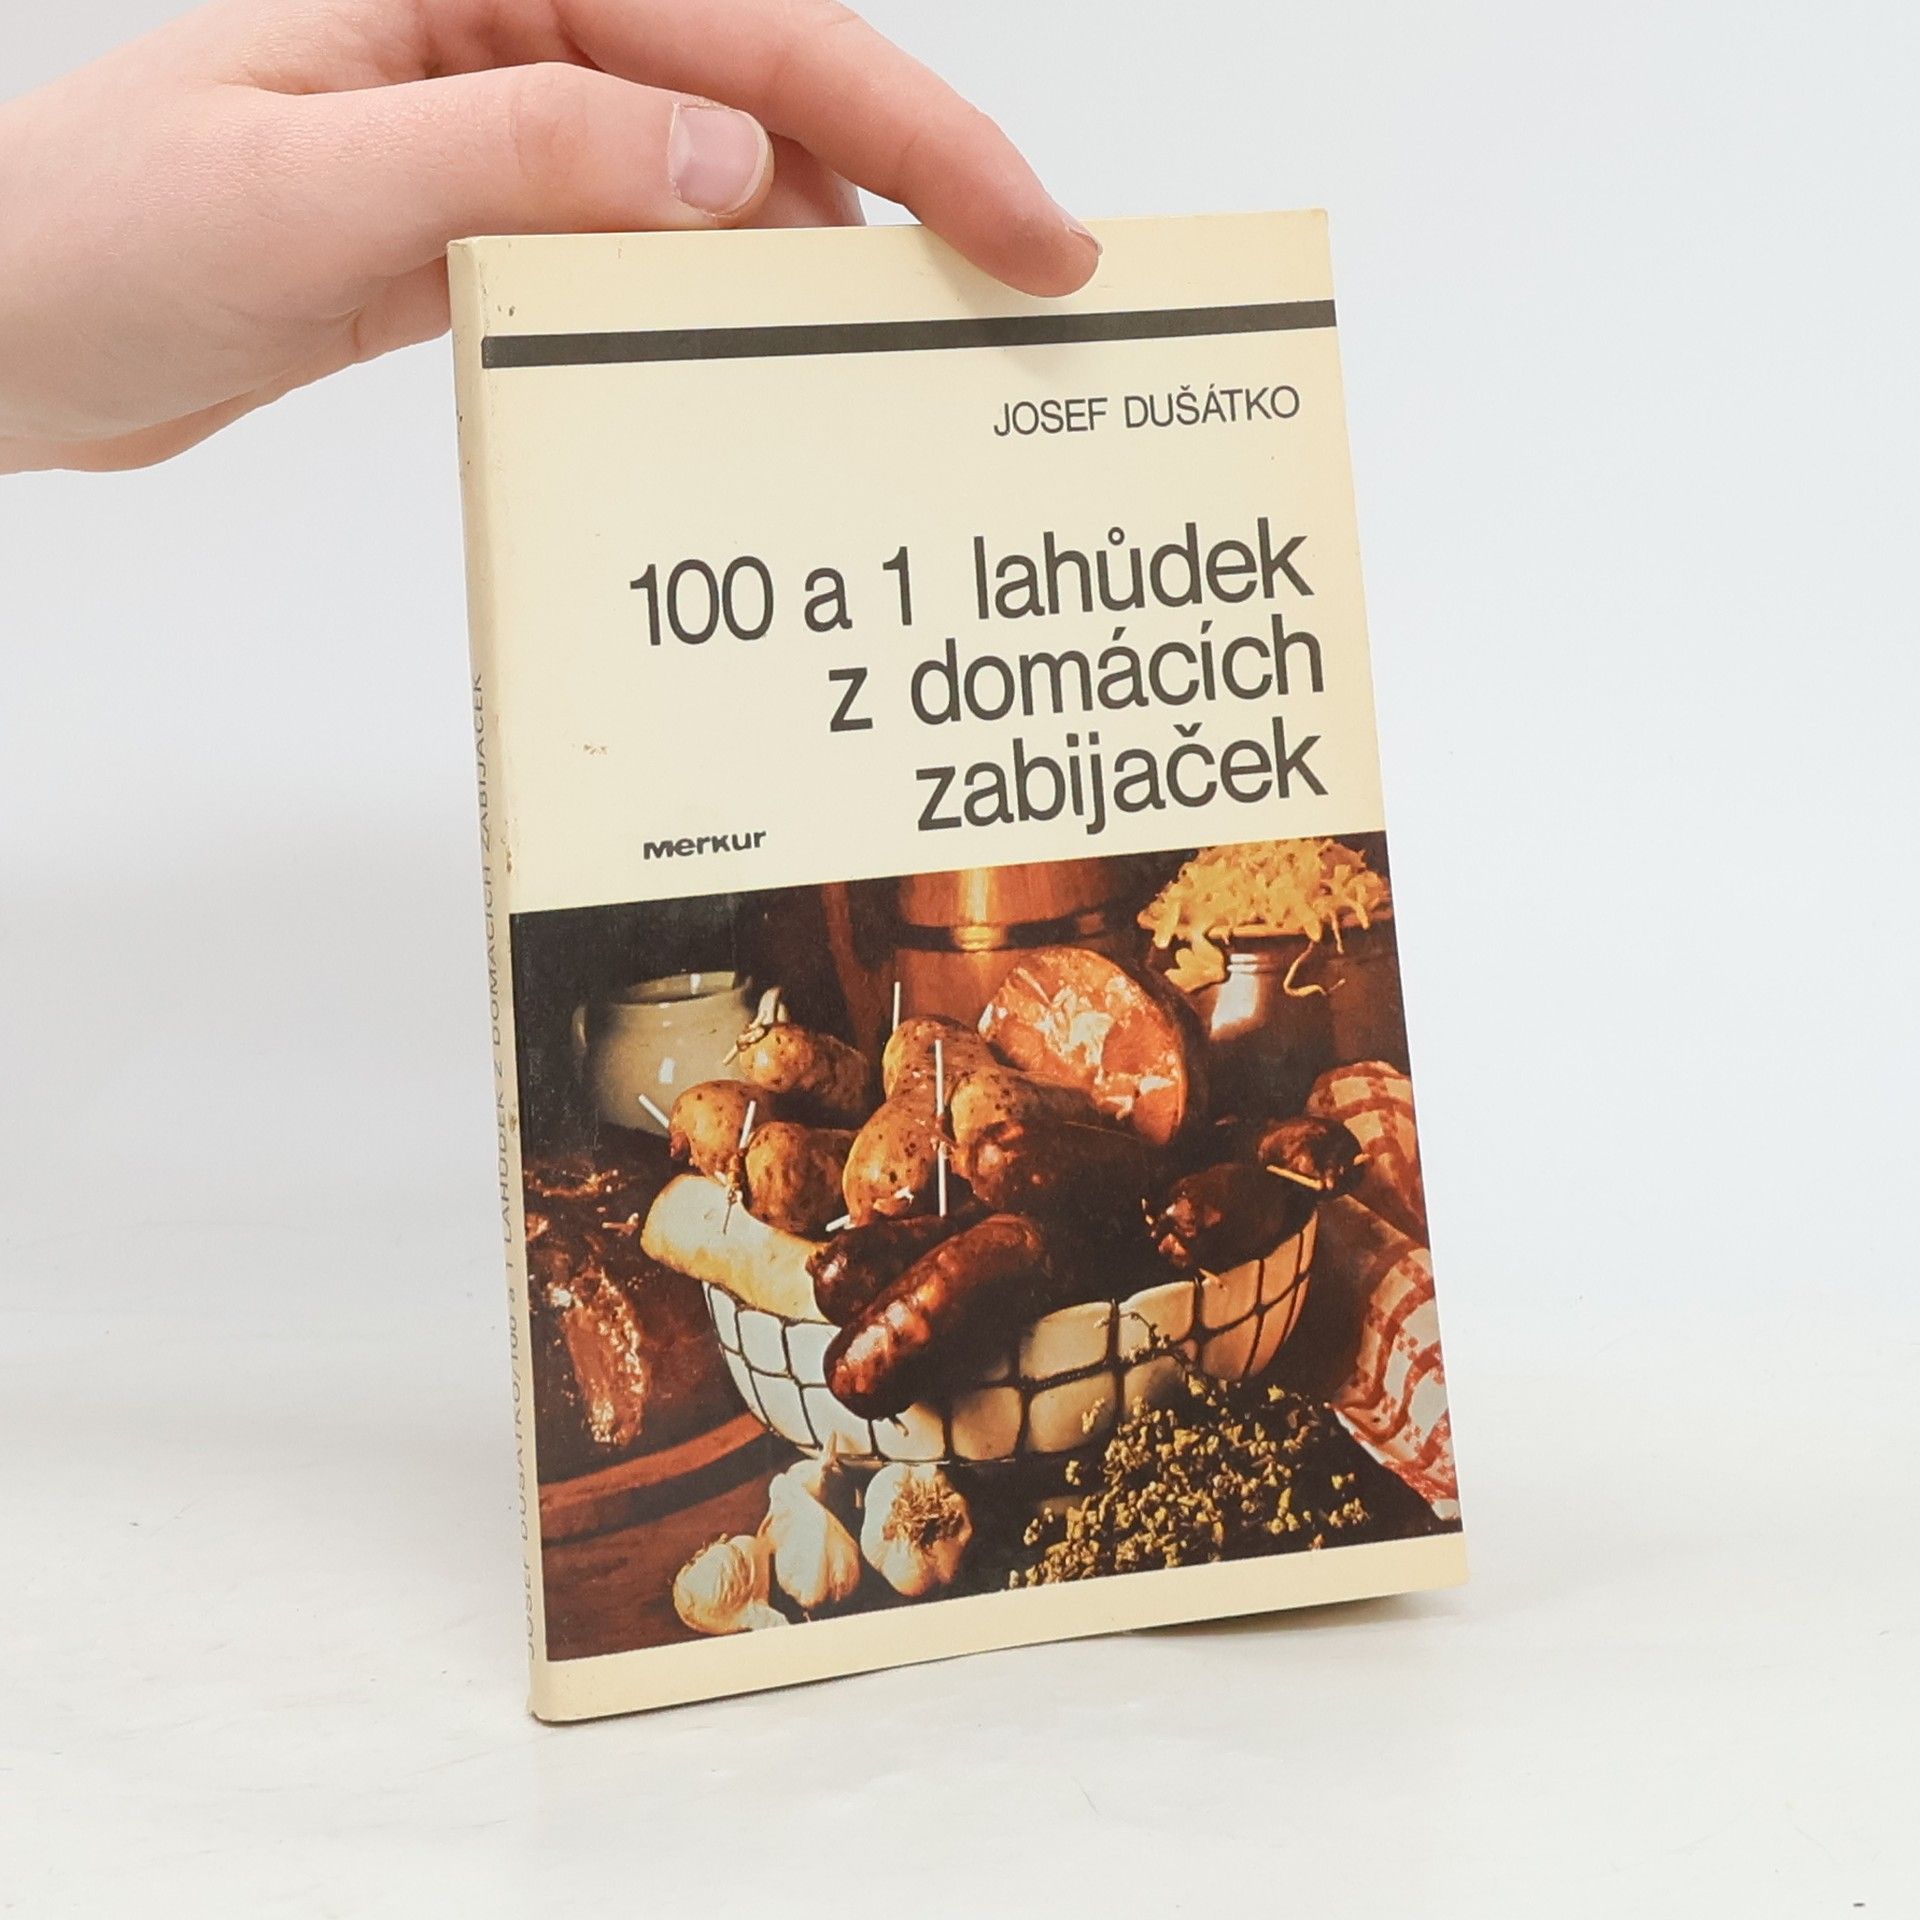 JOSEF DUŠÁTKO
100 a 1 lahůdek
z domácích
zabijaček
Merkur
JOSEF DUŠÁTKO/100 a 1 LAHŮDEK Z DOMÁCÍCH ZABIJAČEK